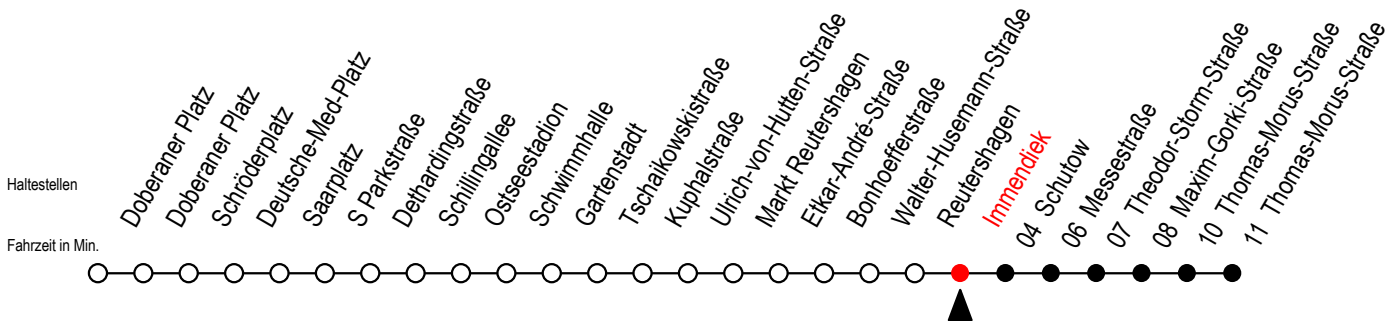 Haltestellen
Fahrzeit in Min.
Doberaner Platz
Doberaner Platz
Schröderplatz
Deutsche-Med-Platz
Saarplatz
S Parkstraße
Dethardingstraße
Schillingallee
Ostseestadion
Schwimmhalle
Gartenstadt
Tschaikowskistraße
Kuphalstraße
Ulrich-von-Hutten-Straße
Markt Reutershagen
Etkar-André-Straße
Bonhoefferstraße
Walter-Husemann-Straße
Reutershagen
Immendiek
04 Schutow
06 Messestraße
07 Theodor-Storm-Straße
08 Maxim-Gorki-Straße
10 Thomas-Morus-Straße
11 Thomas-Morus-Straße